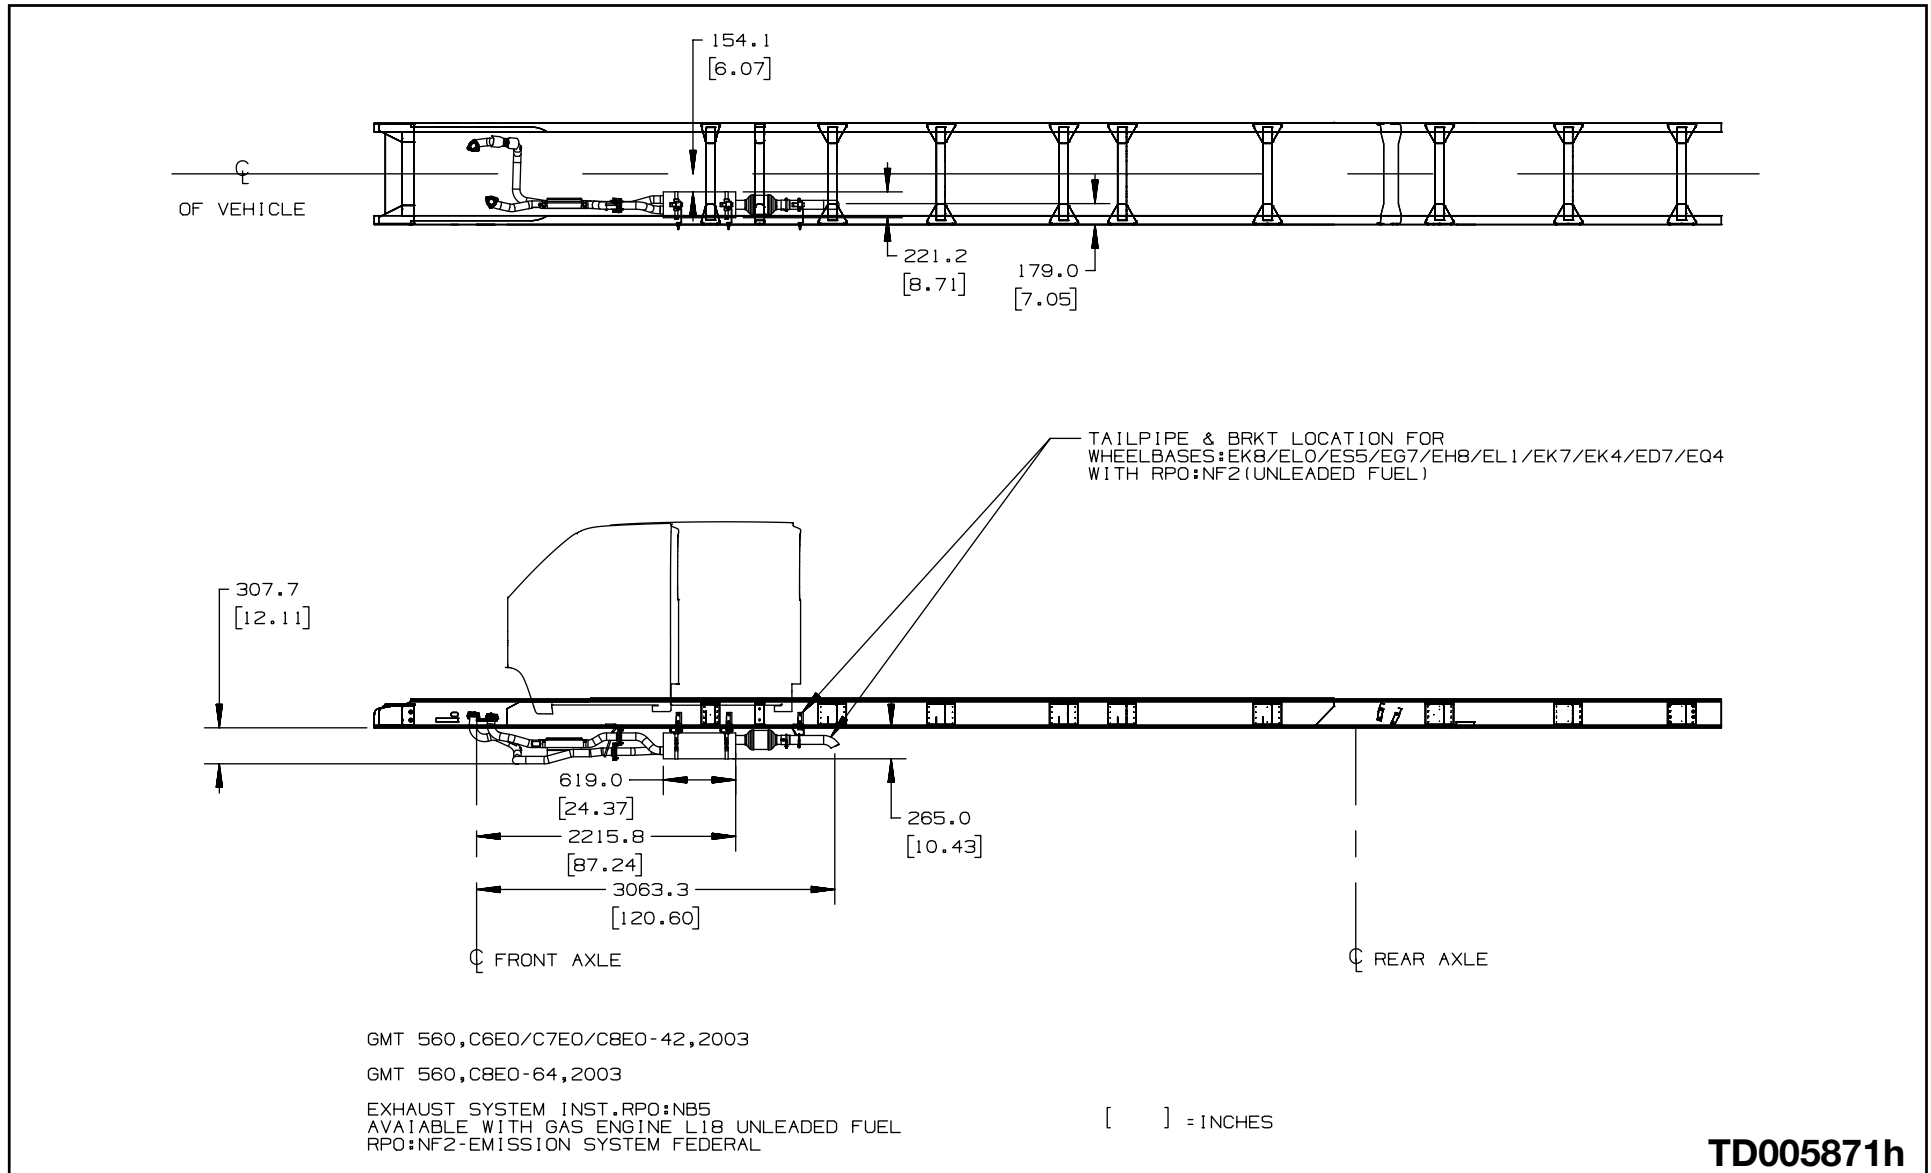 154.1
[6.07]
℄
OF VEHICLE
221.2
[8.71]
179.0
[7.05]
TAILPIPE & BRKT LOCATION FOR
WHEELBASES:EK8/EL0/ES5/EG7/EH8/EL1/EK7/EK4/ED7/EQ4
WITH RPO:NF2(UNLEADED FUEL)
307.7
[12.11]
619.0
[24.37]
2215.8
[87.24]
3063.3
[120.60]
265.0
[10.43]
℄ FRONT AXLE
℄ REAR AXLE
GMT 560,C6E0/C7E0/C8E0-42,2003
GMT 560,C8E0-64,2003
EXHAUST SYSTEM INST.RPO:NB5
AVAIABLE WITH GAS ENGINE L18 UNLEADED FUEL
RPO:NF2-EMISSION SYSTEM FEDERAL
[ ] =INCHES
TD005871h